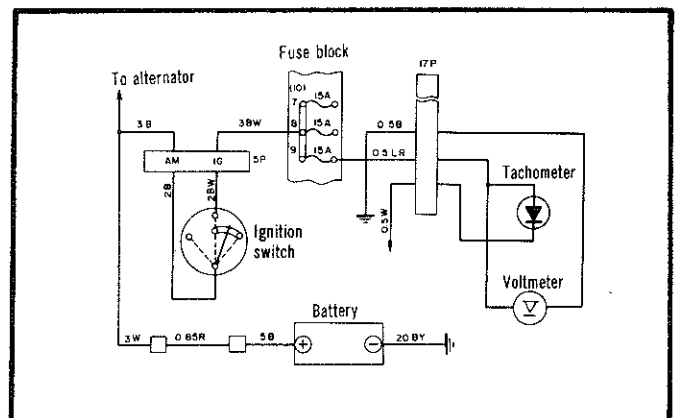 Fuse block
17P
To alternator
(10)
7
15A
3B
3BW
8
15A
0.5B
AM
IG
5P
9
15A
0.5LR
Tachometer
2B
2BW
0.5W
Ignition
switch
Voltmeter
Battery
3W
0.85R
5B
+
−
20BY